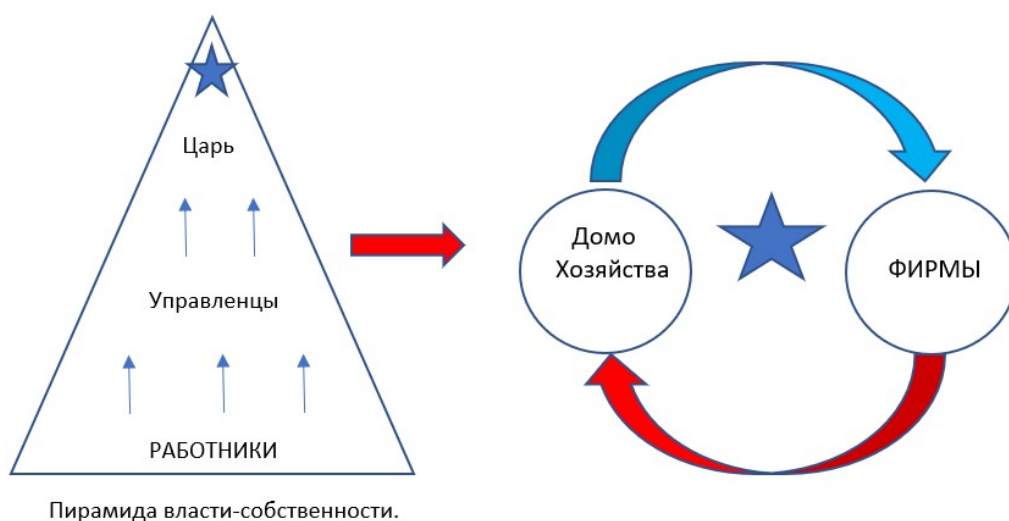 Царь
Управленцы
РАБОТНИКИ
Пирамида власти-собственности.
Домо
Хозяйства
ФИРМЫ